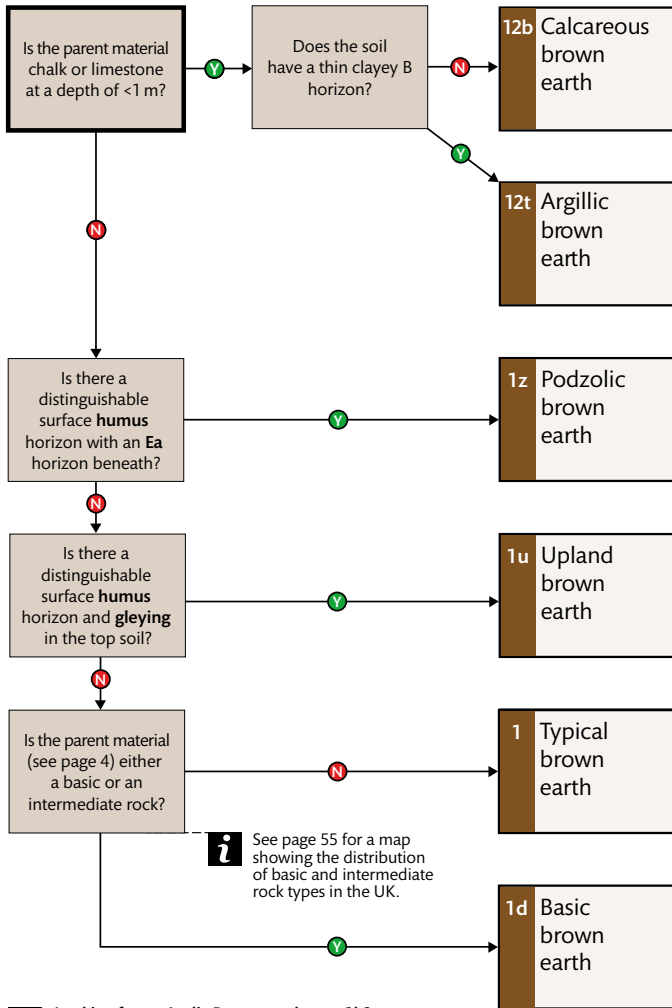 Is the parent material
chalk or limestone
at a depth of <1 m?
Y
Does the soil
have a thin clayey B
horizon?
N
12b Calcareous
brown
earth
Y
12t Argillic
brown
earth
N
Is there a
distinguishable
surface humus
horizon with an Ea
horizon beneath?
Y
1z Podzolic
brown
earth
N
Is there a
distinguishable
surface humus
horizon and gleying
in the top soil?
Y
1u Upland
brown
earth
N
Is the parent material
(see page 4) either
a basic or an
intermediate rock?
N
1 Typical
brown
earth
i See page 55 for a map
showing the distribution
of basic and intermediate
rock types in the UK.
Y
1d Basic
brown
earth